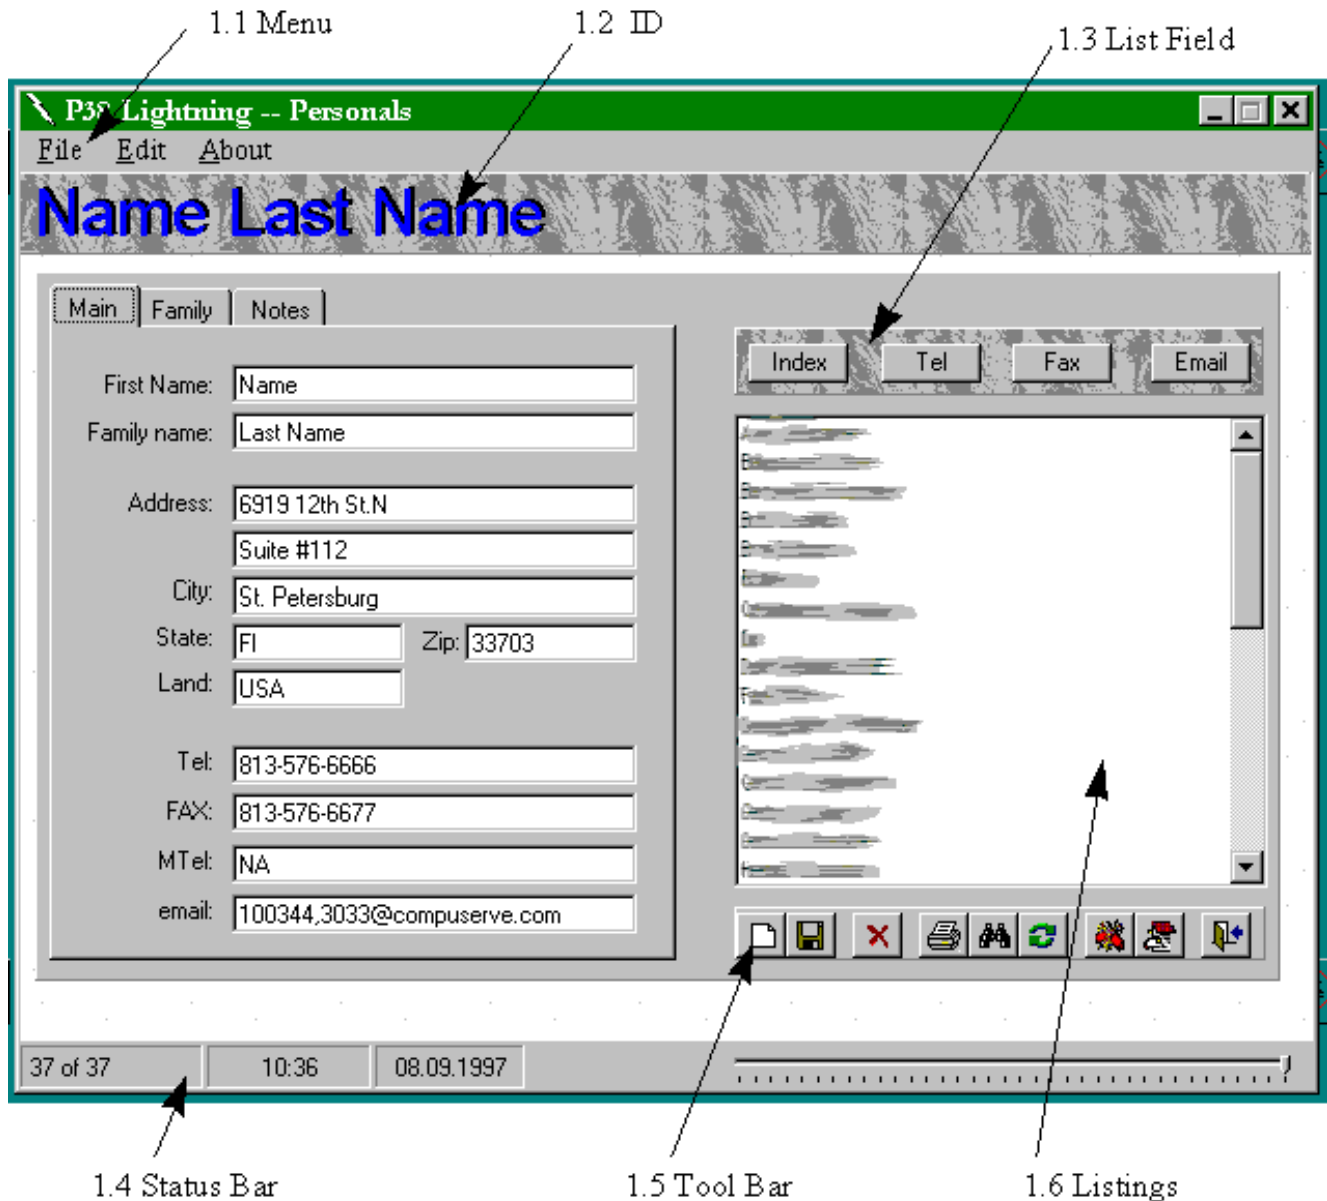 1.1 Menu
1.2 ID
1.3 List Field
P38 Lightning -- Personals
File Edit About
Name Last Name
Main Family Notes
Index Tel Fax Email
First Name: Name
Family name: Last Name
Address: 6919 12th St.N
Suite #112
City: St. Petersburg
State: Fl Zip: 33703
Land: USA
Tel: 813-576-6666
FAX: 813-576-6677
MTel: NA
email: 100344,3033@compuserve.com
37 of 37 10:36 08.09.1997
1.4 Status Bar
1.5 Tool Bar
1.6 Listings